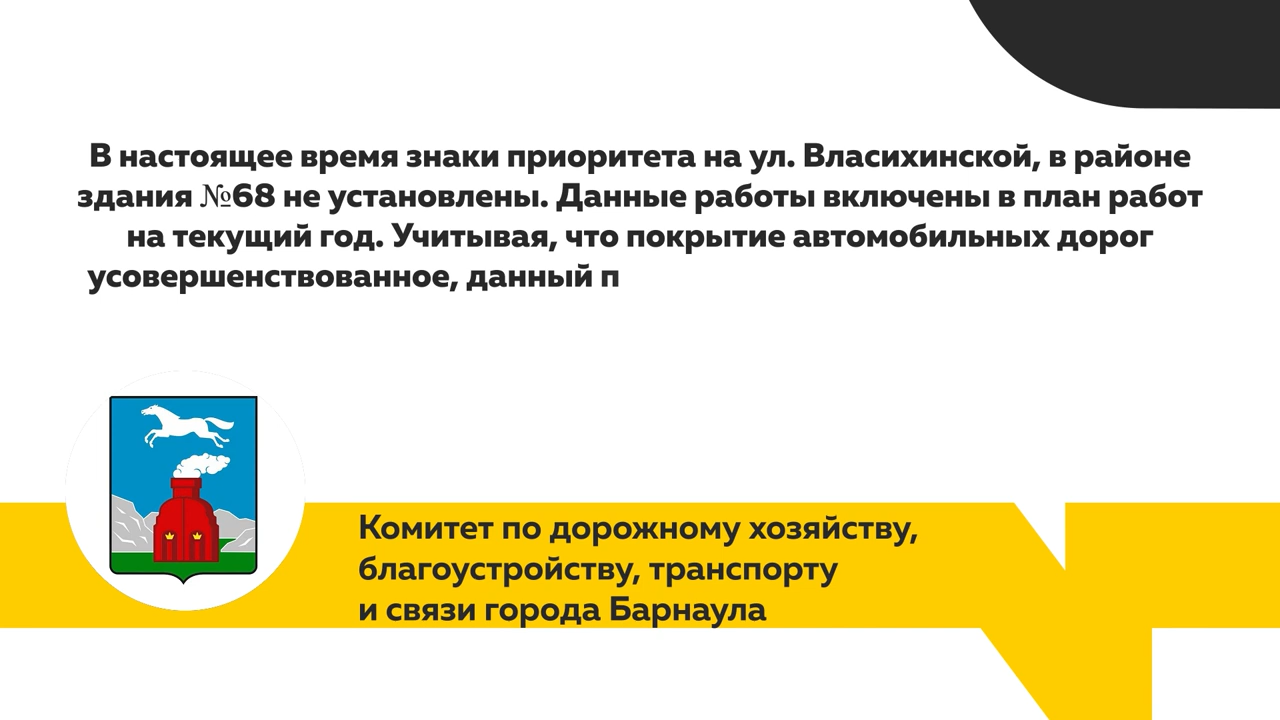 В настоящее время знаки приоритета на ул. Власихинской, в районе
здания №68 не установлены. Данные работы включены в план работ
на текущий год. Учитывая, что покрытие автомобильных дорог
усовершенствованное, данный п
Комитет по дорожному хозяйству,
благоустройству, транспорту
и связи города Барнаула